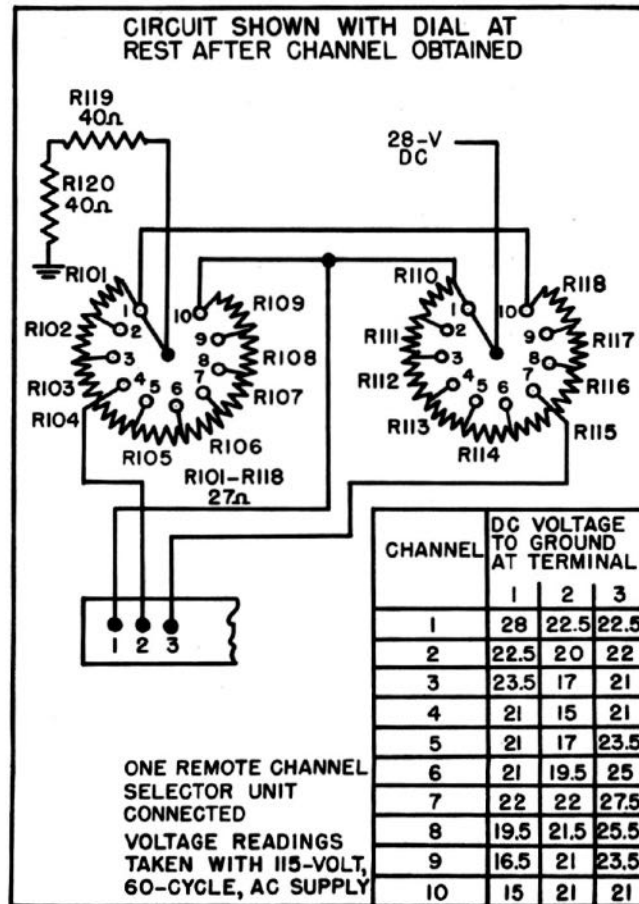 CIRCUIT SHOWN WITH DIAL AT
REST AFTER CHANNEL OBTAINED
R119
40Ω
28-V
DC
R120
40Ω
R101
R102
R103
R104
R105
R106
R107
R108
R109
1
2
3
4
5
6
7
8
9
10
R110
R111
R112
R113
R114
R115
R116
R117
R118
1
2
3
4
5
6
7
8
9
10
R101-R118
27Ω
1 2 3
ONE REMOTE CHANNEL
SELECTOR UNIT
CONNECTED
VOLTAGE READINGS
TAKEN WITH 115-VOLT,
60-CYCLE, AC SUPPLY
CHANNEL
DC VOLTAGE
TO GROUND
AT TERMINAL
1 2 3
1 28 22.5 22.5
2 22.5 20 22
3 23.5 17 21
4 21 15 21
5 21 17 23.5
6 21 19.5 25
7 22 22 27.5
8 19.5 21.5 25.5
9 16.5 21 23.5
10 15 21 21